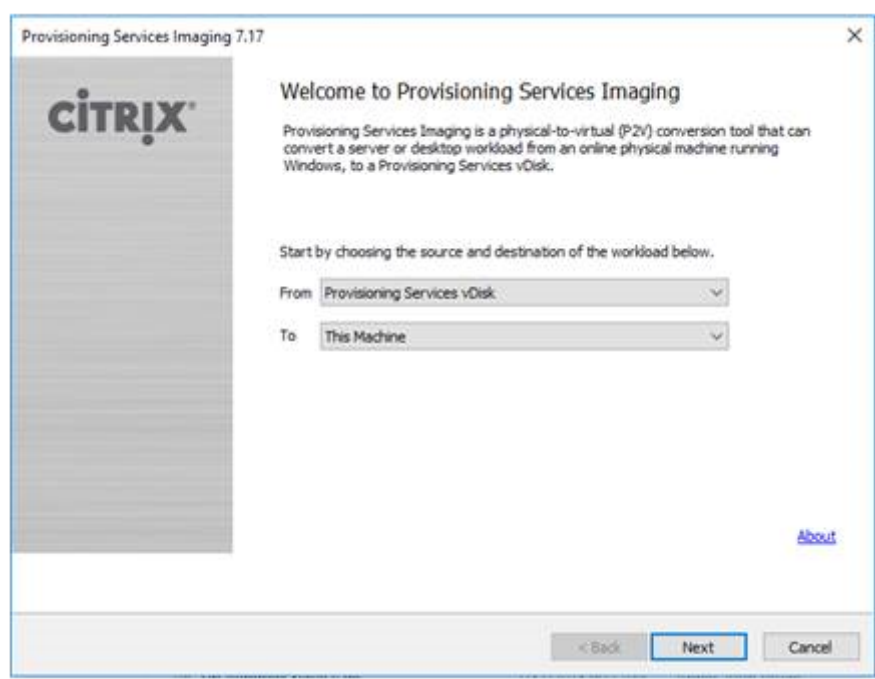 Provisioning Services Imaging 7.17
CITRIX
Welcome to Provisioning Services Imaging
Provisioning Services Imaging is a physical-to-virtual (P2V) conversion tool that can
convert a server or desktop workload from an online physical machine running
Windows, to a Provisioning Services vDisk.
Start by choosing the source and destination of the workload below.
From Provisioning Services vDisk
To This Machine
About
< Back Next Cancel